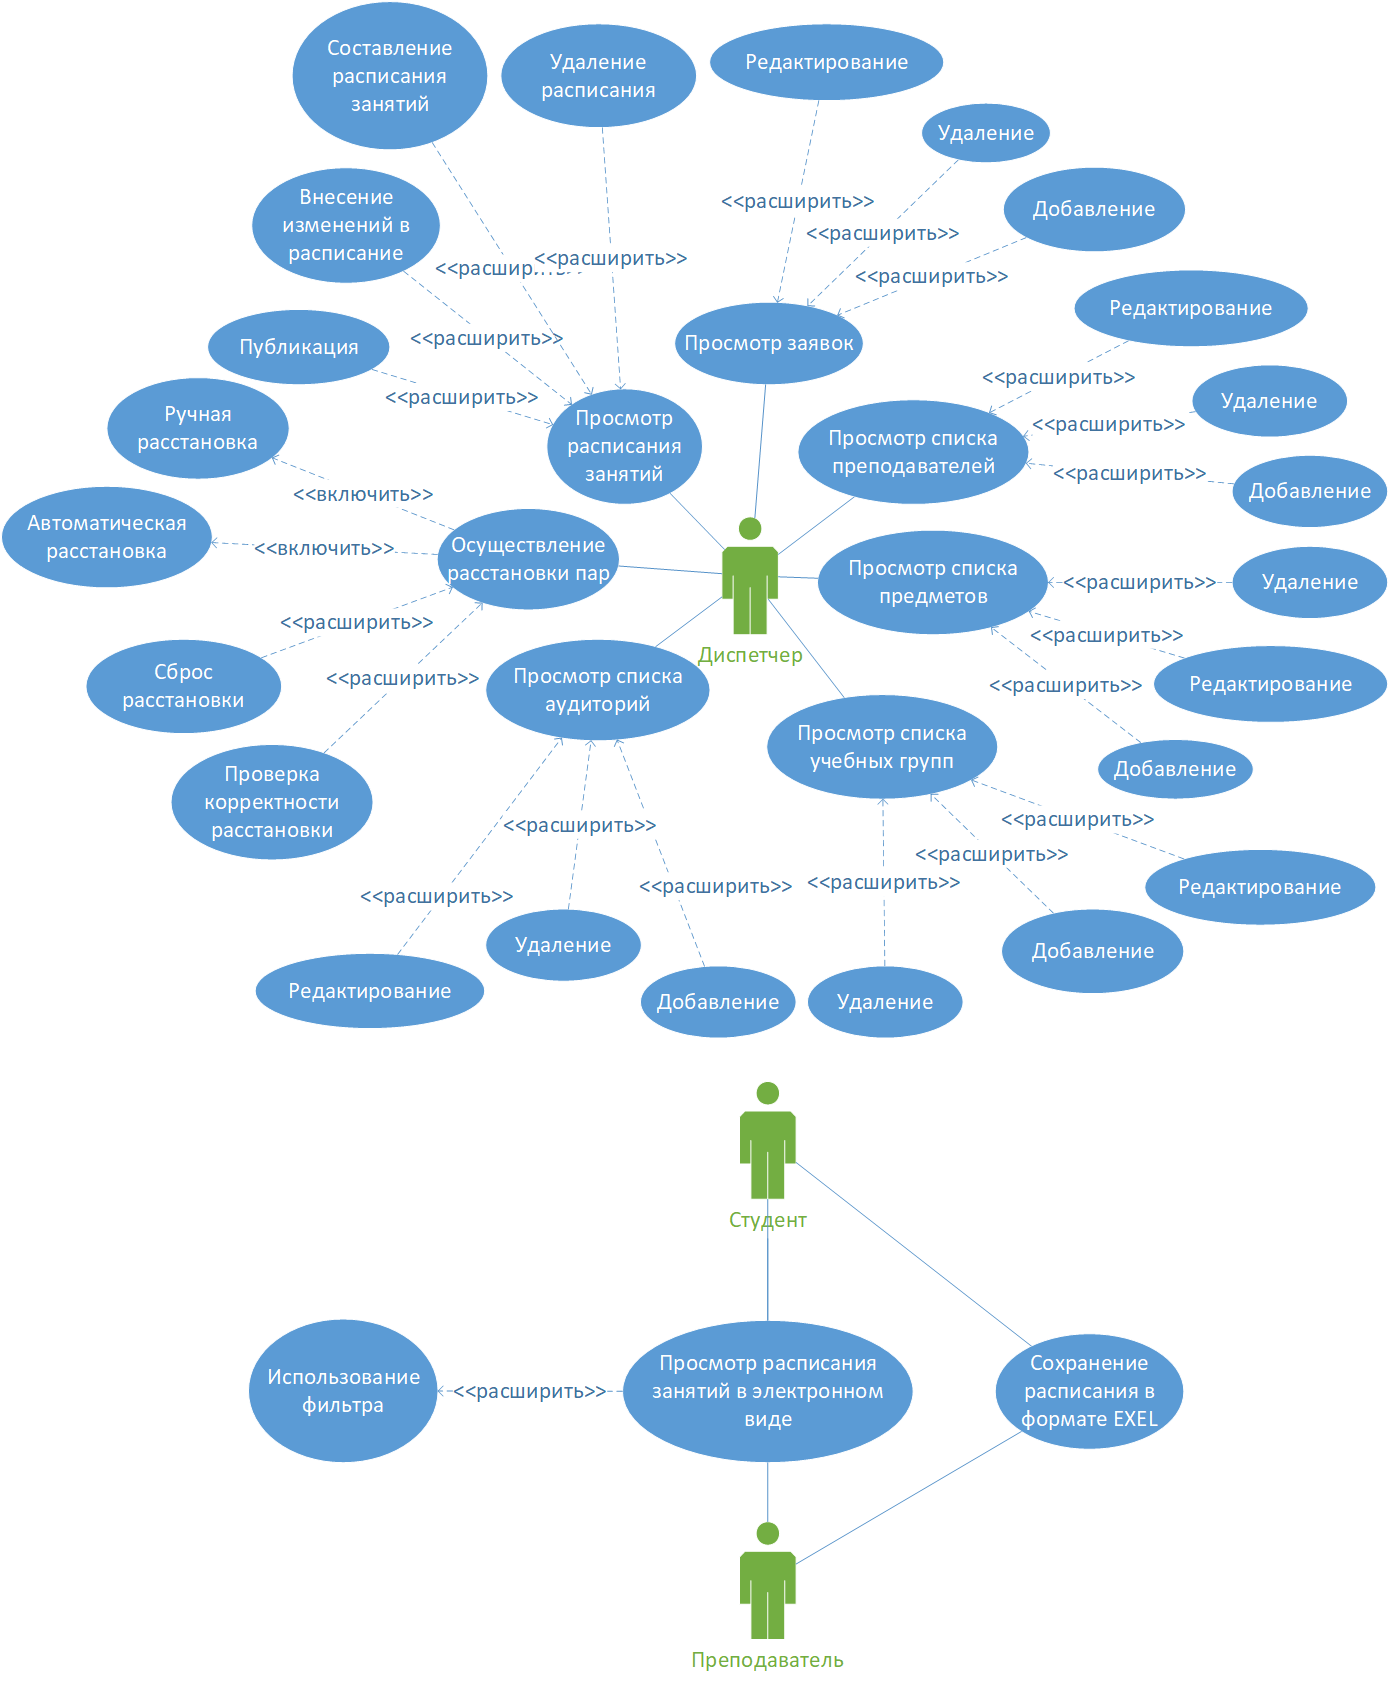 Составление
расписания
занятий
Удаление
расписания
Редактирование
Удаление
Добавление
Внесение
изменений в
расписание
<<расширить>>
<<расширить>>
<<расширить>>
<<расширить>>
<<расширить>>
<<расширить>>
Публикация
<<расширить>>
Просмотр заявок
Редактирование
<<расширить>>
Ручная
расстановка
<<расширить>>
Просмотр
расписания
занятий
Просмотр списка
преподавателей
<<расширить>>
Удаление
<<расширить>>
Добавление
<<включить>>
Автоматическая
расстановка
<<включить>>
Осуществление
расстановки пар
Просмотр списка
предметов
<<расширить>>
Удаление
<<расширить>>
Диспетчер
<<расширить>>
Редактирование
Сброс
расстановки
<<расширить>>
Просмотр списка
аудиторий
<<расширить>>
Добавление
Просмотр списка
учебных групп
Проверка
корректности
расстановки
<<расширить>>
<<расширить>>
<<расширить>>
<<расширить>>
<<расширить>>
<<расширить>>
<<расширить>>
Редактирование
Удаление
Добавление
Редактирование
Добавление
Удаление
Студент
Использование
фильтра
<<расширить>>
Просмотр расписания
занятий в электронном
виде
Сохранение
расписания в
формате EXEL
Преподаватель